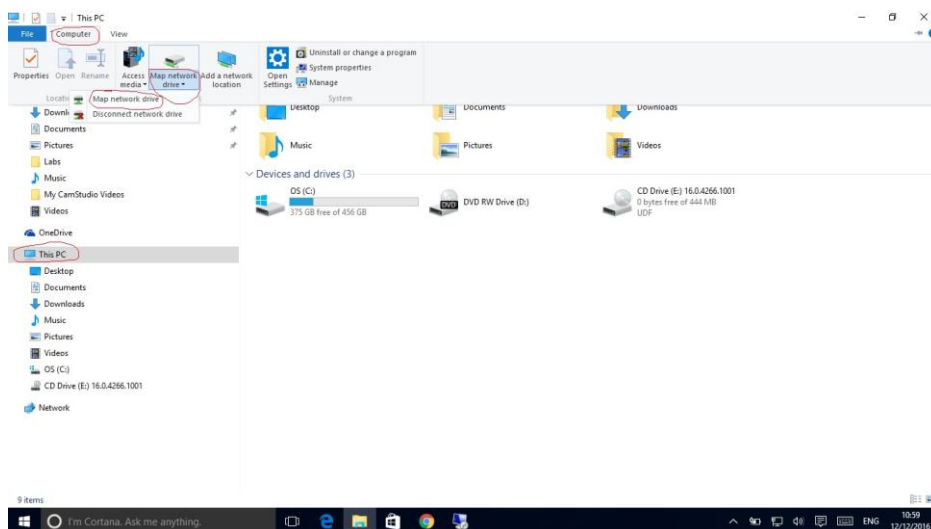 This PC
File Computer View
Properties Open Rename Access media Map network drive Add a network location Open Settings Uninstall or change a program
System properties
Manage
Locati System
Map network drive
Disconnect network drive
Downl
Documents
Pictures
Labs
Music
My CamStudio Videos
Videos
OneDrive
This PC
Desktop
Documents
Downloads
Music
Pictures
Videos
OS (C:)
CD Drive (E:) 16.0.4266.1001
Network
Desktop Documents Downloads
Music Pictures Videos
Devices and drives (3)
OS (C:)
375 GB free of 456 GB
DVD RW Drive (D:)
CD Drive (E:) 16.0.4266.1001
0 bytes free of 444 MB
UDF
DVD
9 items
I'm Cortana. Ask me anything.
ENG
10:59
12/12/2016